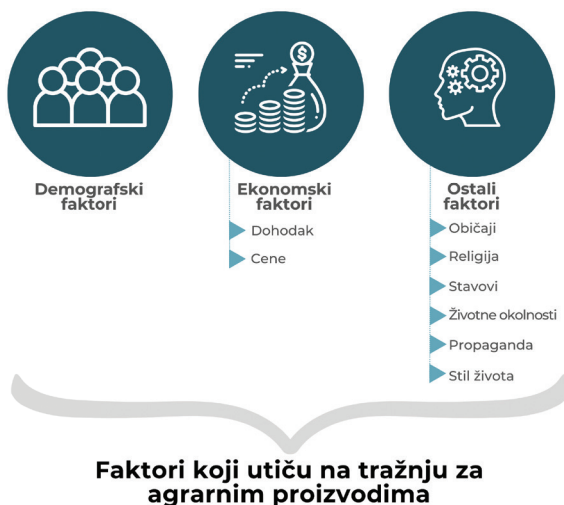 Demografski
faktori
Ekonomski
faktori
Dohodak
Cene
Ostali
faktori
Običaji
Religija
Stavovi
Životne okolnosti
Propaganda
Stil života
Faktori koji utiču na tražnju za
agrarnim proizvodima